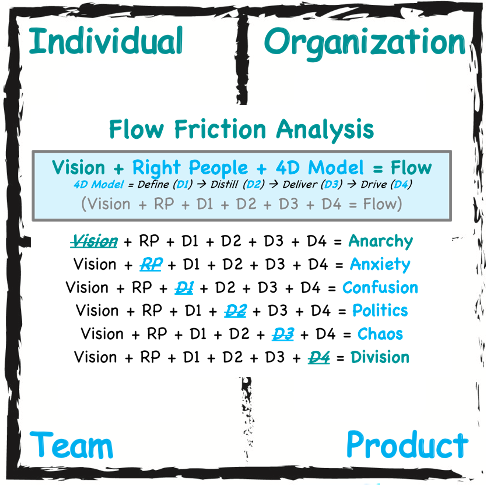 Individual
Organization
Flow Friction Analysis
Vision + Right People + 4D Model = Flow
4D Model = Define (D1) → Distill (D2) → Deliver (D3) → Drive (D4)
(Vision + RP + D1 + D2 + D3 + D4 = Flow)
Vision + RP + D1 + D2 + D3 + D4 = Anarchy
Vision + RP + D1 + D2 + D3 + D4 = Anxiety
Vision + RP + D1 + D2 + D3 + D4 = Confusion
Vision + RP + D1 + D2 + D3 + D4 = Politics
Vision + RP + D1 + D2 + D3 + D4 = Chaos
Vision + RP + D1 + D2 + D3 + D4 = Division
Team
Product